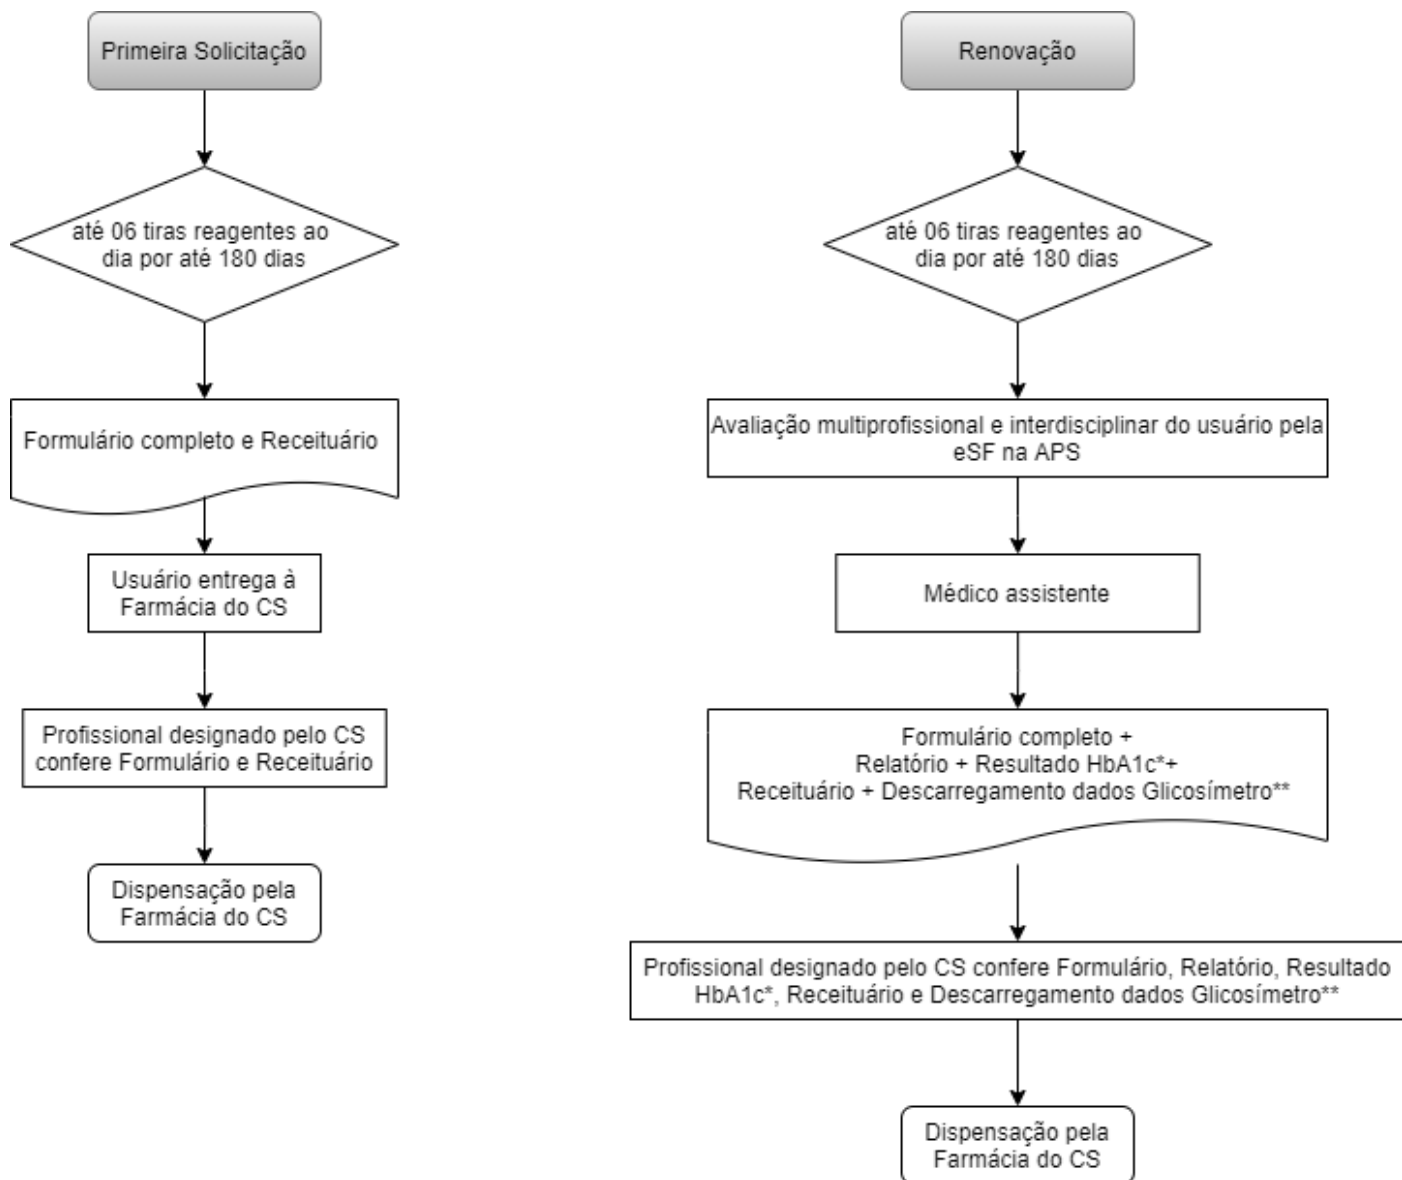 Primeira Solicitação
até 06 tiras reagentes ao
dia por até 180 dias
Formulário completo e Receituário
Usuário entrega à
Farmácia do CS
Profissional designado pelo CS
confere Formulário e Receituário
Dispensação pela
Farmácia do CS
Renovação
até 06 tiras reagentes ao
dia por até 180 dias
Avaliação multiprofissional e interdisciplinar do usuário pela
eSF na APS
Médico assistente
Formulário completo +
Relatório + Resultado HbA1c*+
Receituário + Descarregamento dados Glicosímetro**
Profissional designado pelo CS confere Formulário, Relatório, Resultado
HbA1c*, Receituário e Descarregamento dados Glicosímetro**
Dispensação pela
Farmácia do CS